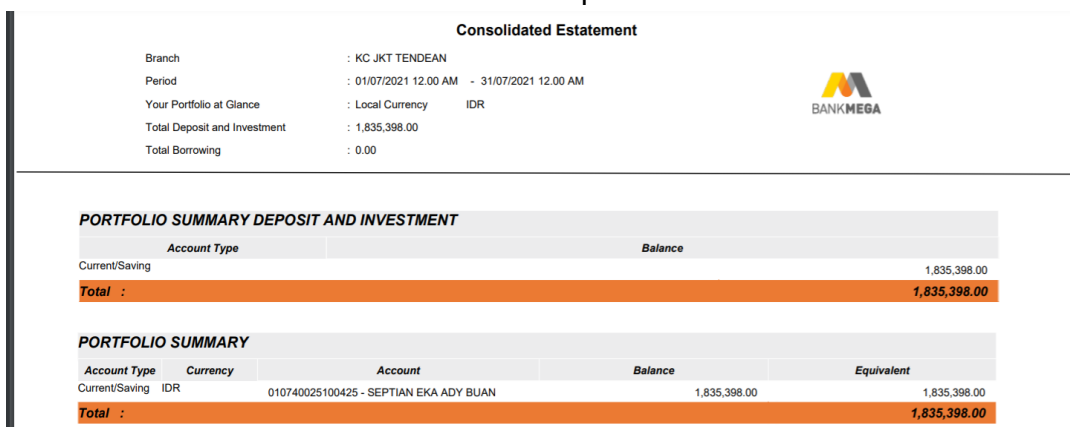 Consolidated Estatement
Branch : KC JKT TENDEAN
Period : 01/07/2021 12.00 AM - 31/07/2021 12.00 AM
Your Portfolio at Glance : Local Currency IDR
Total Deposit and Investment : 1,835,398.00
Total Borrowing : 0.00
BANKMEGA
PORTFOLIO SUMMARY DEPOSIT AND INVESTMENT
Account Type Balance
Current/Saving 1,835,398.00
Total : 1,835,398.00
PORTFOLIO SUMMARY
Account Type Currency Account Balance Equivalent
Current/Saving IDR 010740025100425 - SEPTIAN EKA ADY BUAN 1,835,398.00 1,835,398.00
Total : 1,835,398.00